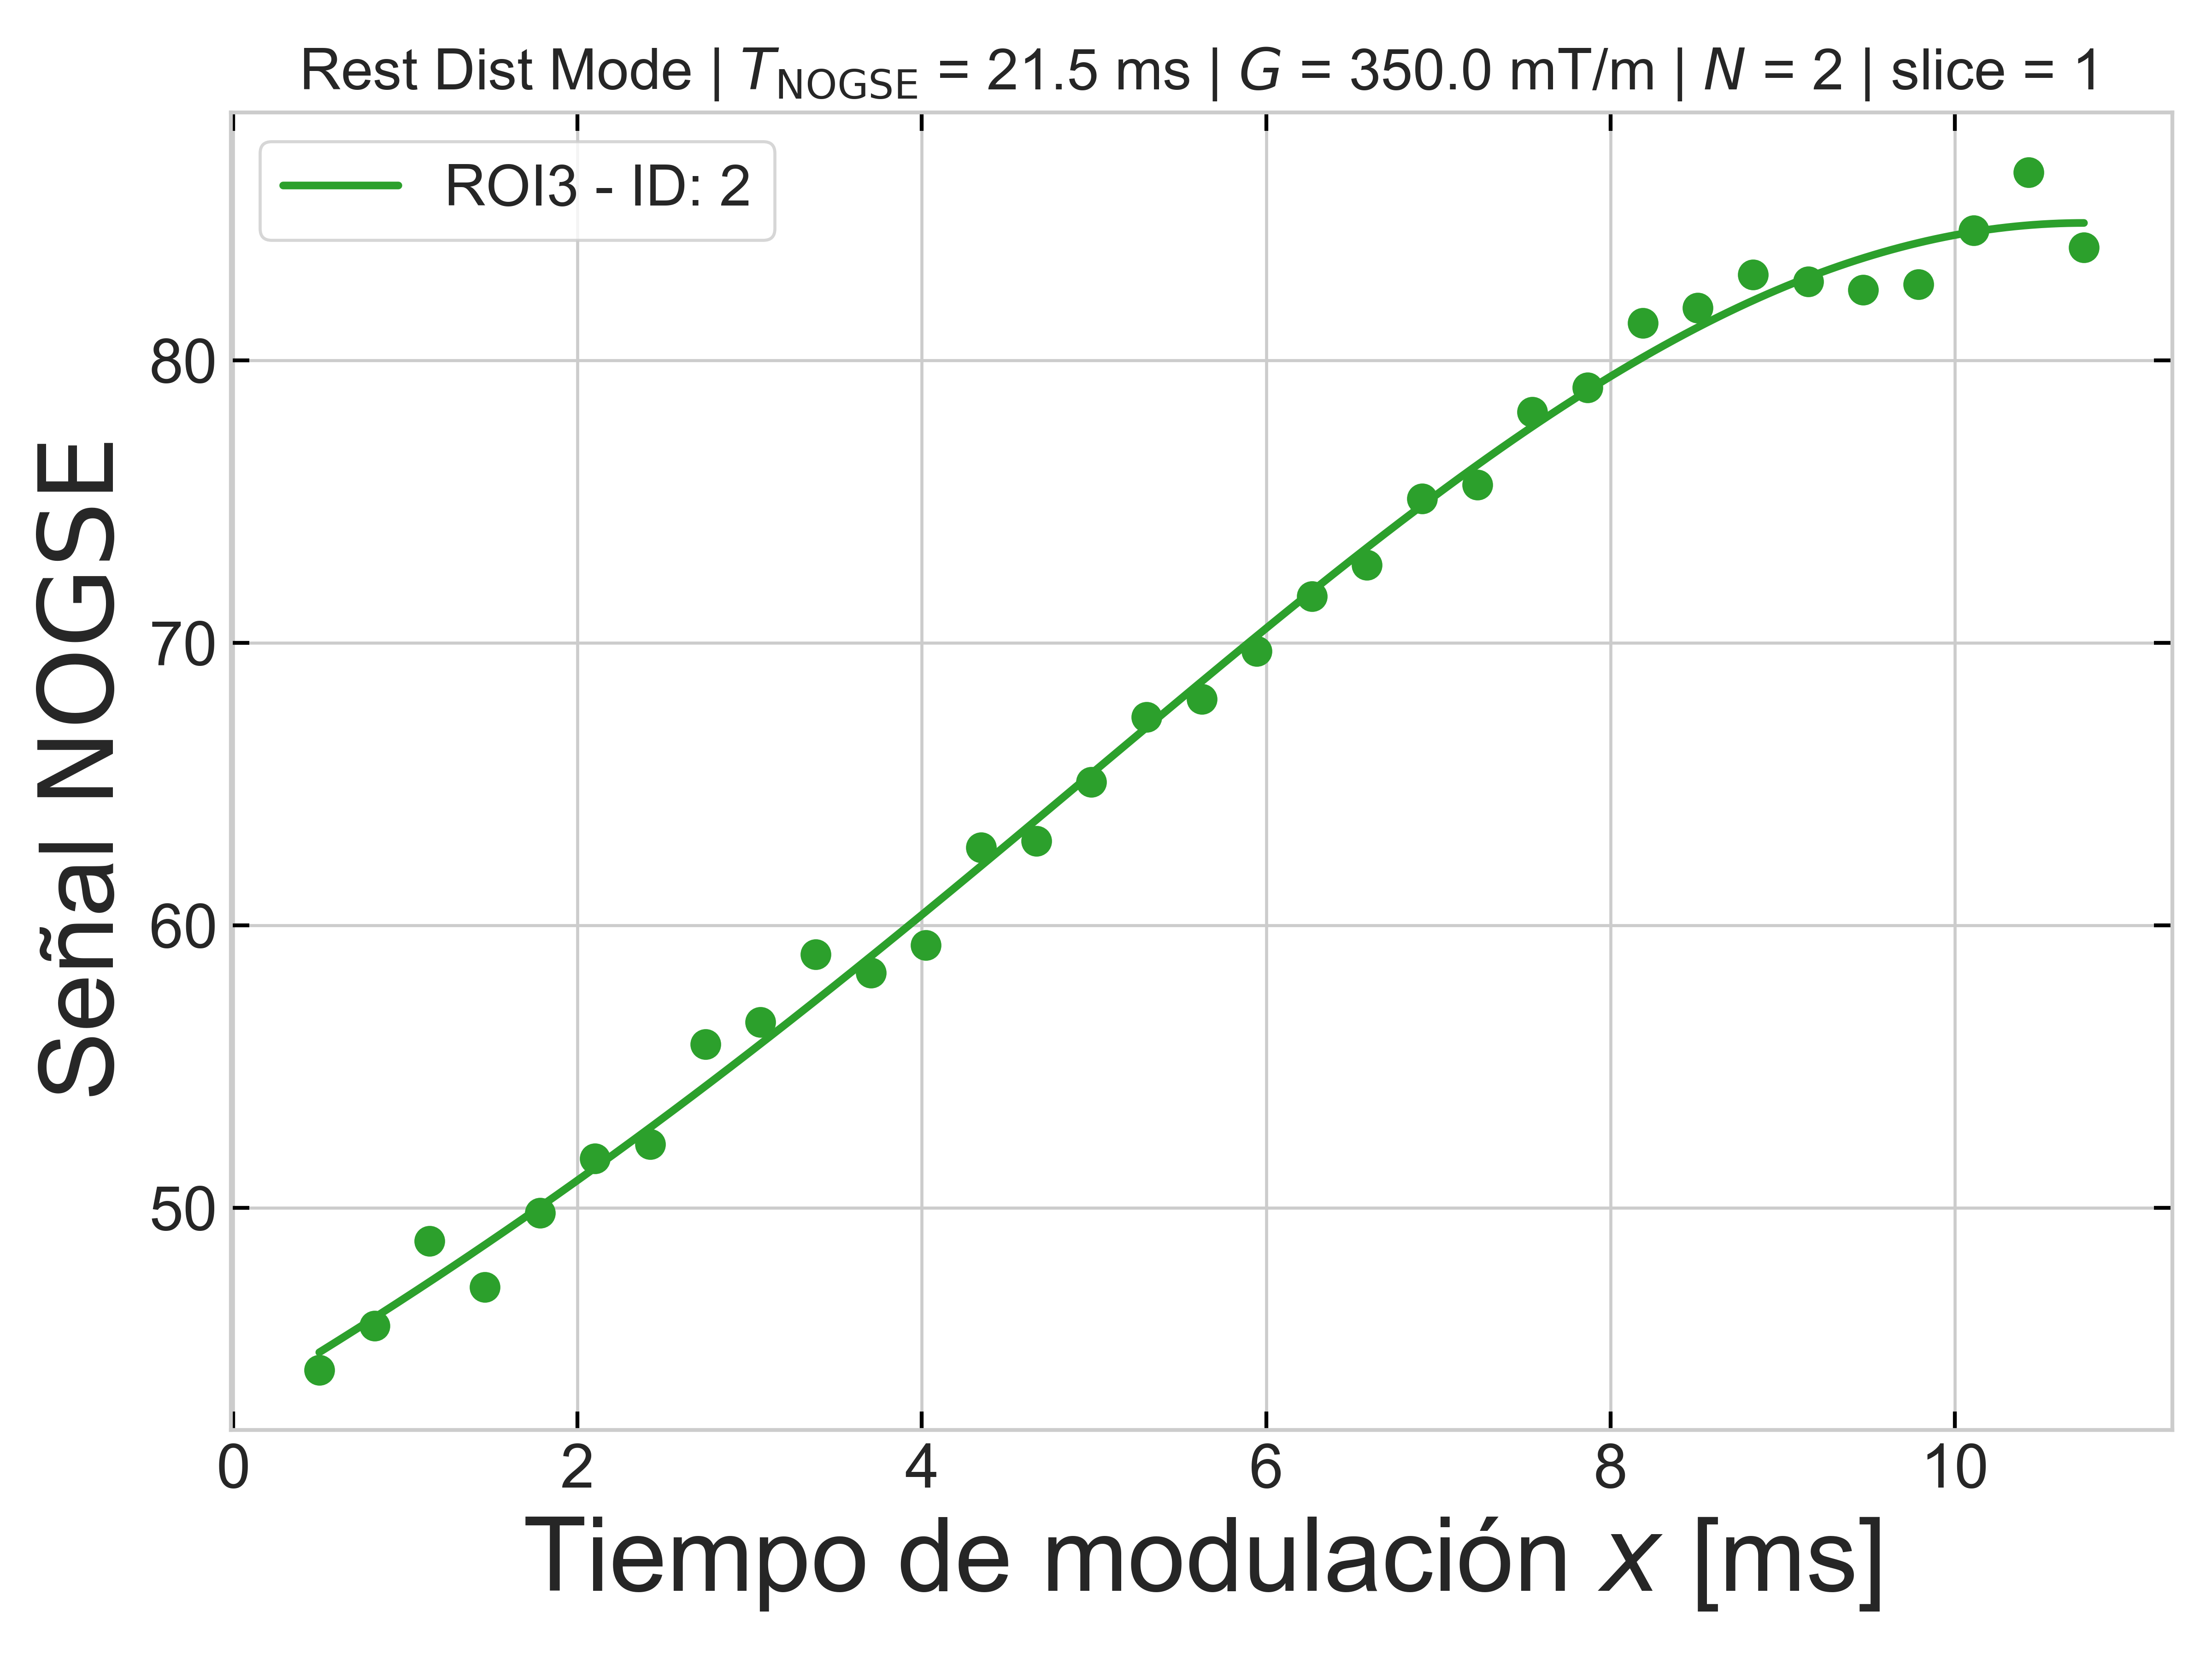 Rest Dist Mode | T_NOGSE = 21.5 ms | G = 350.0 mT/m | N = 2 | slice = 1
ROI3 - ID: 2
Señal NOGSE
80
70
60
50
0 2 4 6 8 10
Tiempo de modulación x [ms]